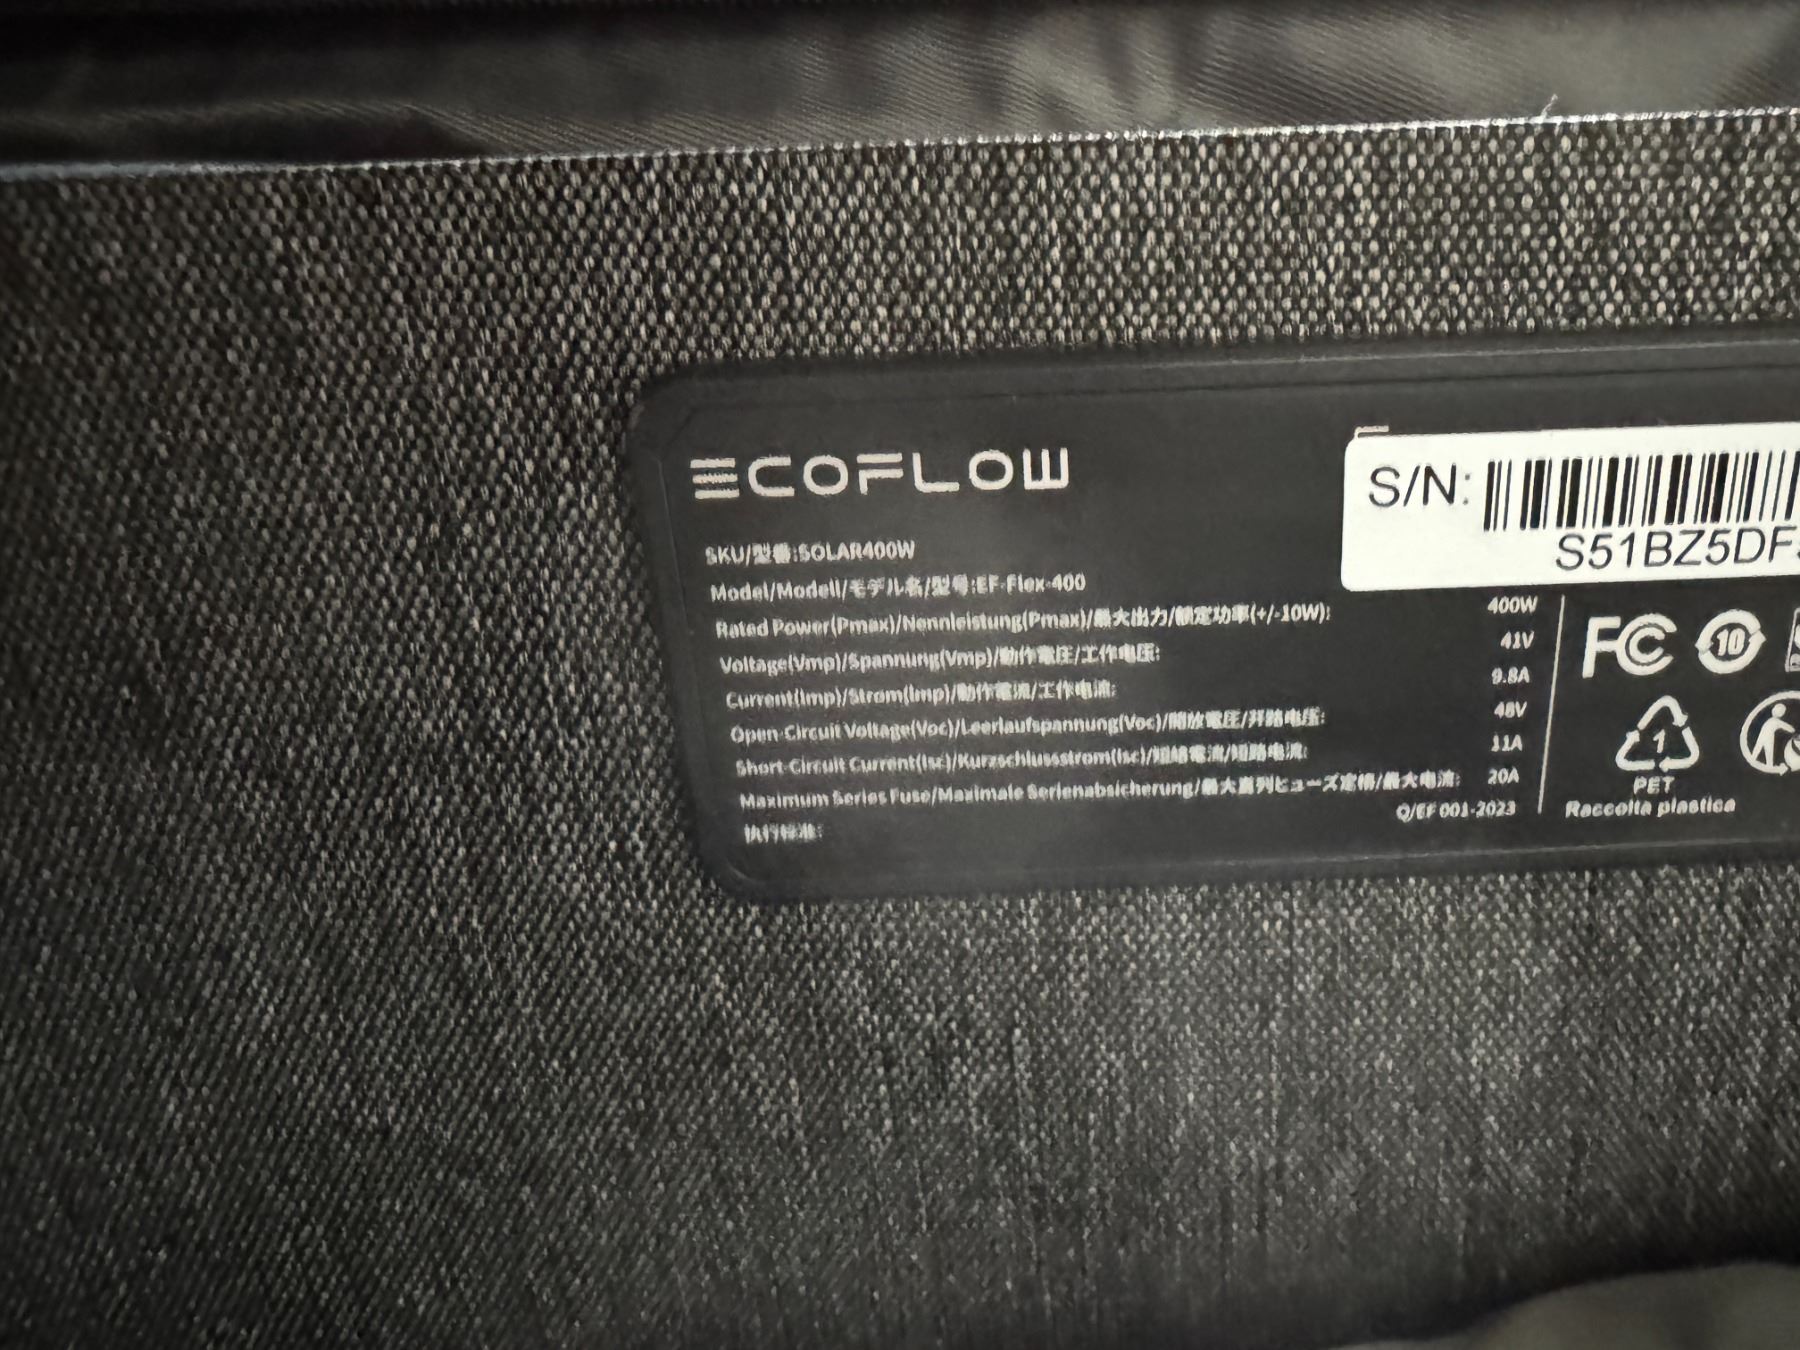 ECOFLOW
S/N:
S51BZ5DF
SKU/型番:SOLAR400W
Model/Modell/モデル名/型号:EF-Flex-400
Rated Power(Pmax)/Nennleistung(Pmax)/最大出力/额定功率(+/-10W): 400W
Voltage(Vmp)/Spannung(Vmp)/動作電圧/工作电压: 41V
Current(Imp)/Strom(Imp)/動作電流/工作电流: 9.8A
Open-Circuit Voltage(Voc)/Leerlaufspannung(Voc)/開放電圧/开路电压: 48V
Short-Circuit Current(Isc)/Kurzschlussstrom(Isc)/短絡電流/短路电流: 11A
Maximum Series Fuse/Maximale Serienabsicherung/最大直列ヒューズ定格/最大电流: 20A
执行标准: Q/EF 001-2023
FC
10
1
PET
Raccolta plastica